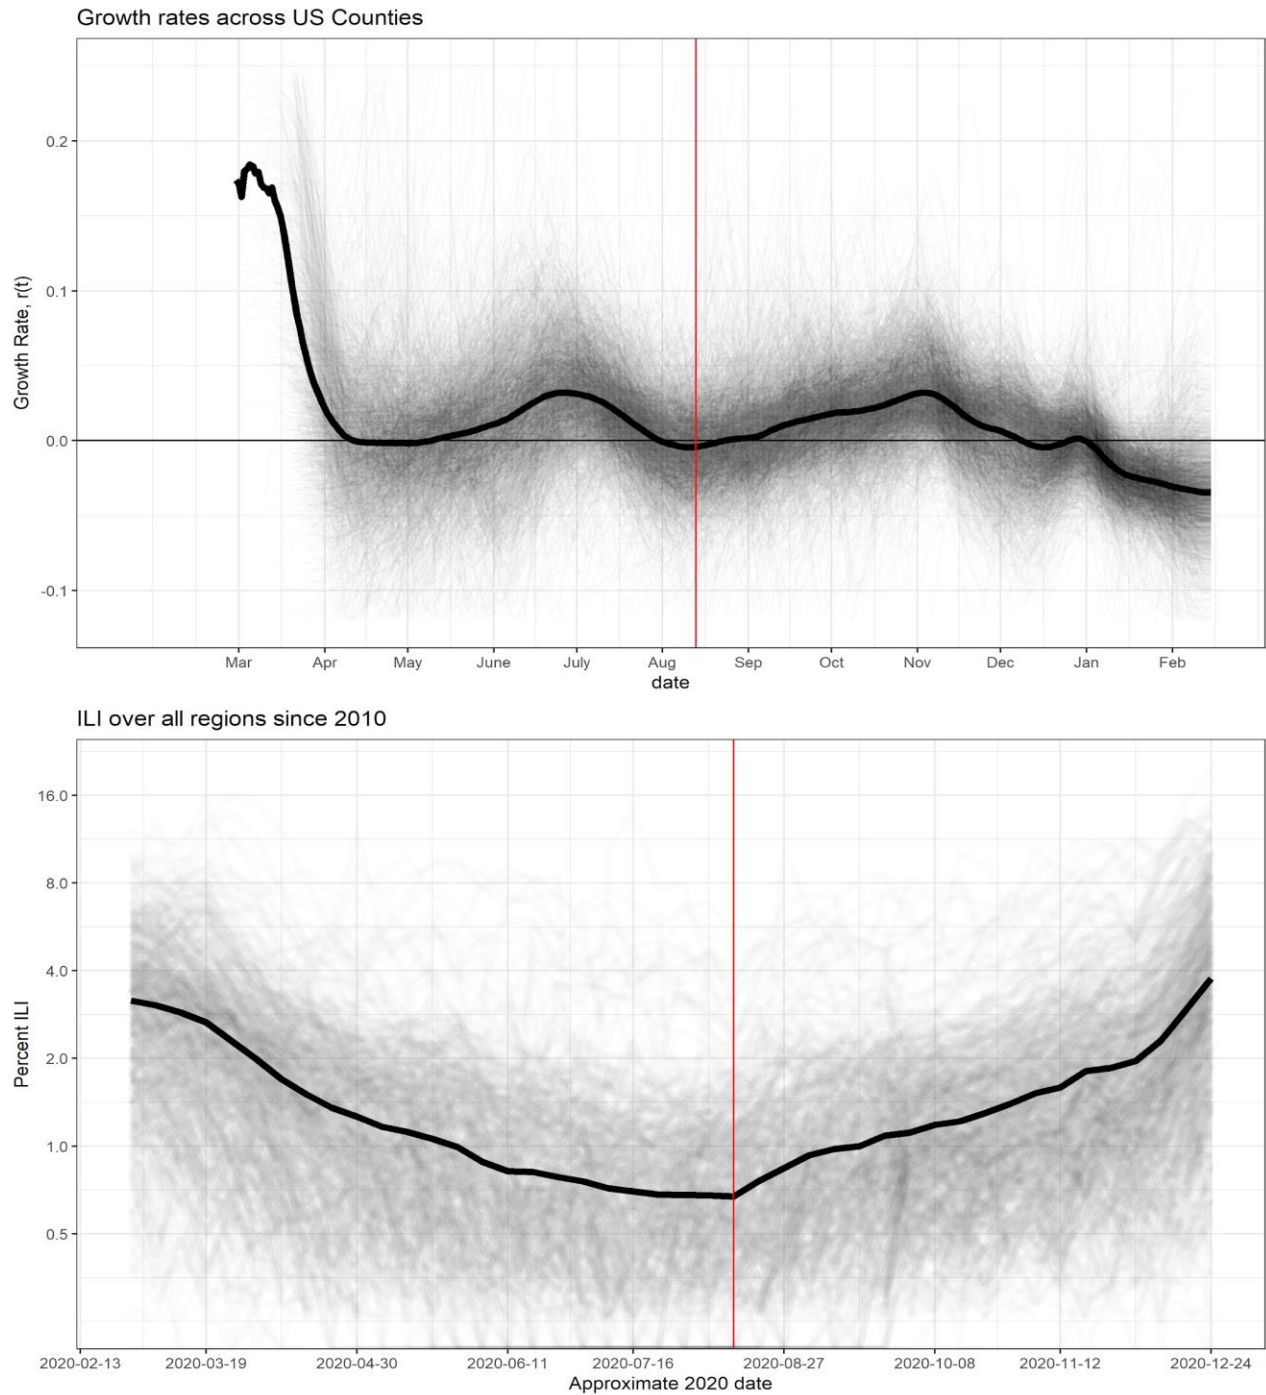 Growth rates across US Counties
Growth Rate, r(t)
0.2
0.1
0.0
-0.1
Mar Apr May June July Aug Sep Oct Nov Dec Jan Feb
date
ILI over all regions since 2010
Percent ILI
16.0
8.0
4.0
2.0
1.0
0.5
2020-02-13 2020-03-19 2020-04-30 2020-06-11 2020-07-16 2020-08-27 2020-10-08 2020-11-12 2020-12-24
Approximate 2020 date